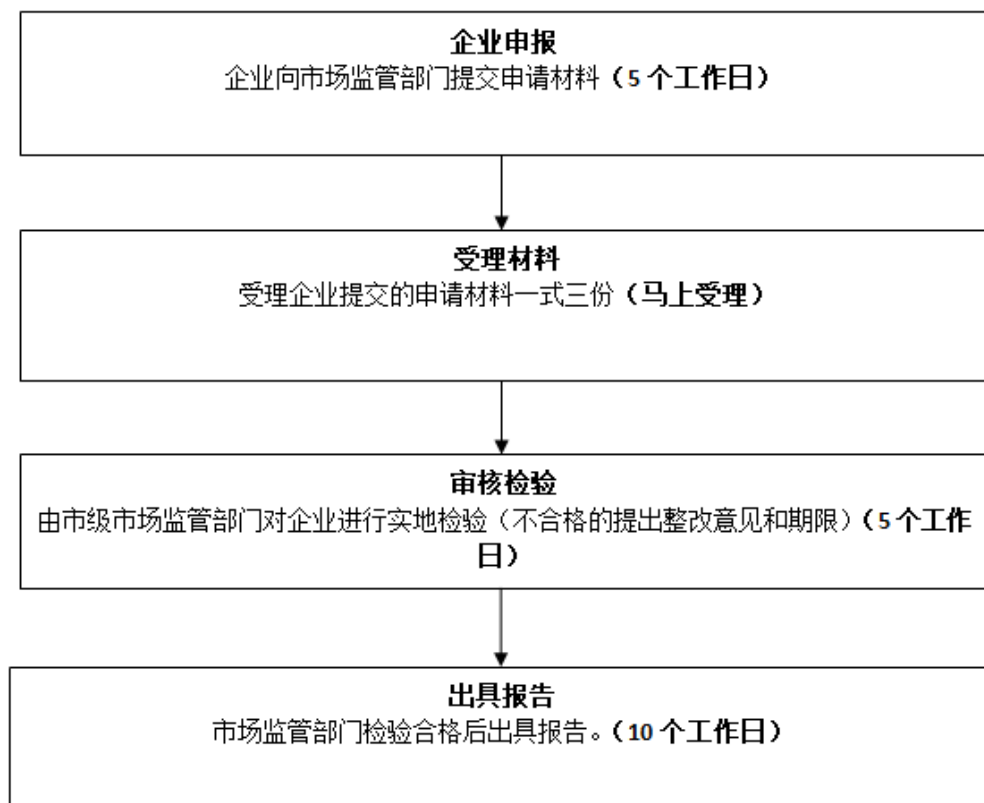 企业申报
企业向市场监管部门提交申请材料（5 个工作日）
受理材料
受理企业提交的申请材料一式三份（马上受理）
审核检验
由市级市场监管部门对企业进行实地检验（不合格的提出整改意见和期限）（5 个工作
日）
出具报告
市场监管部门检验合格后出具报告。（10 个工作日）